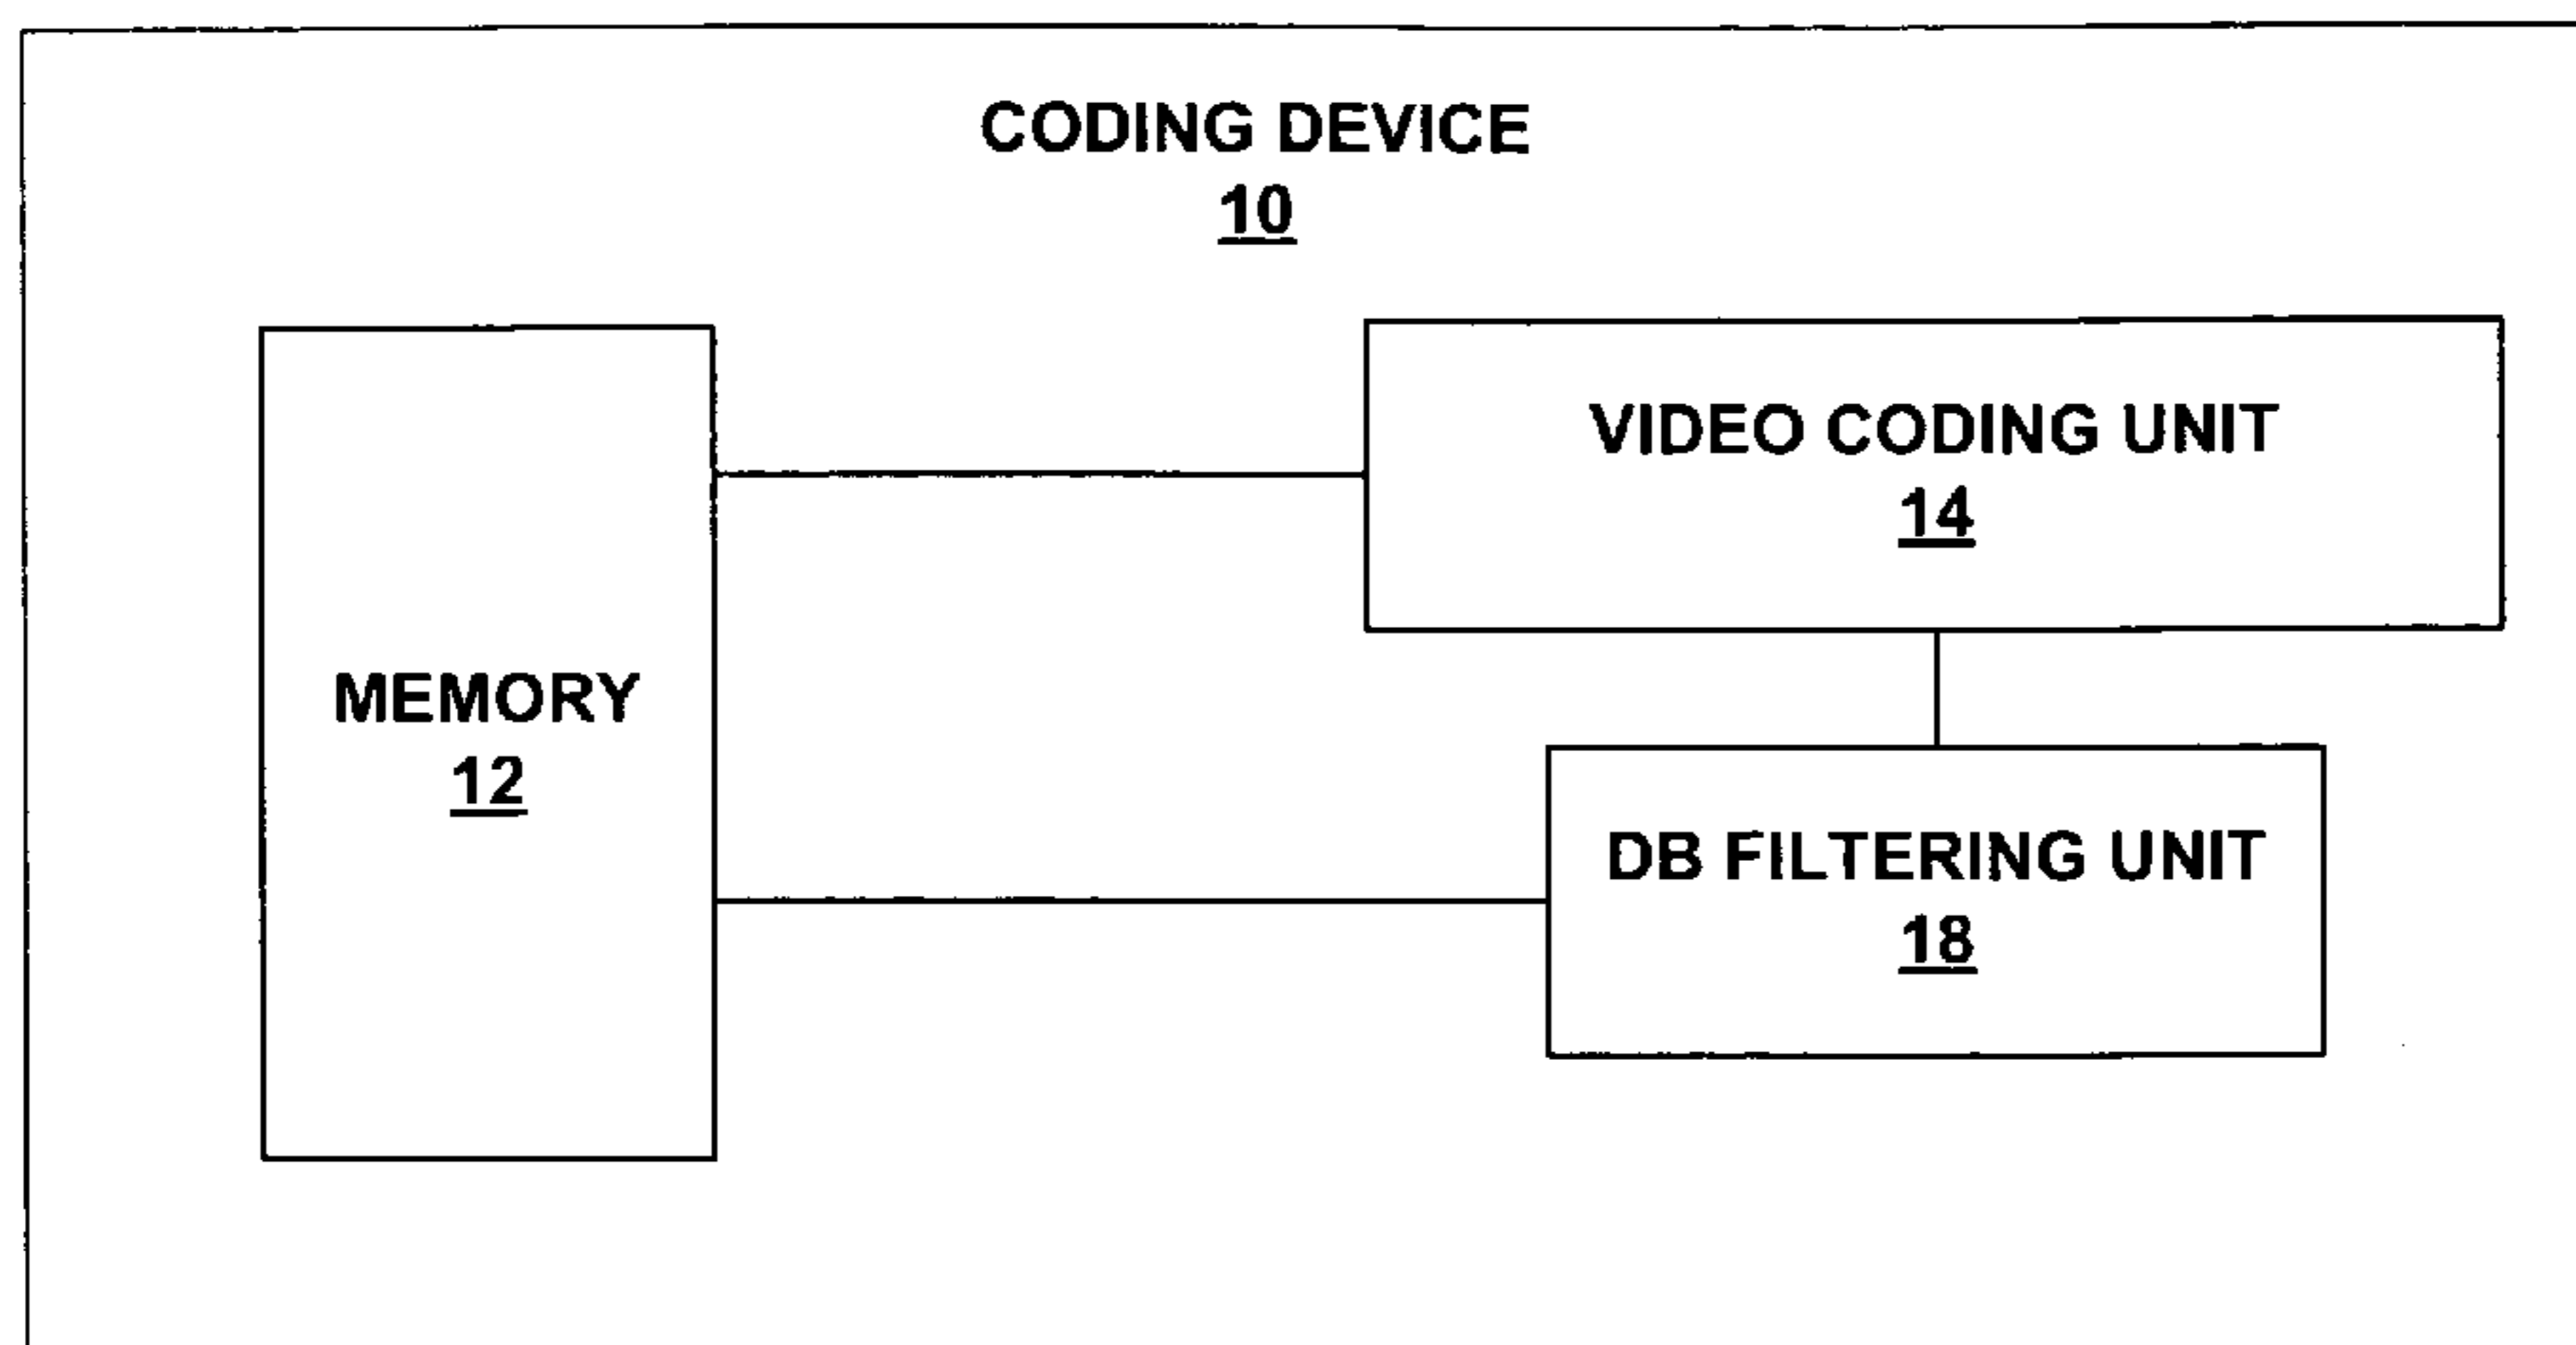 CODING DEVICE
10
VIDEO CODING UNIT
14
MEMORY
12
DB FILTERING UNIT
18